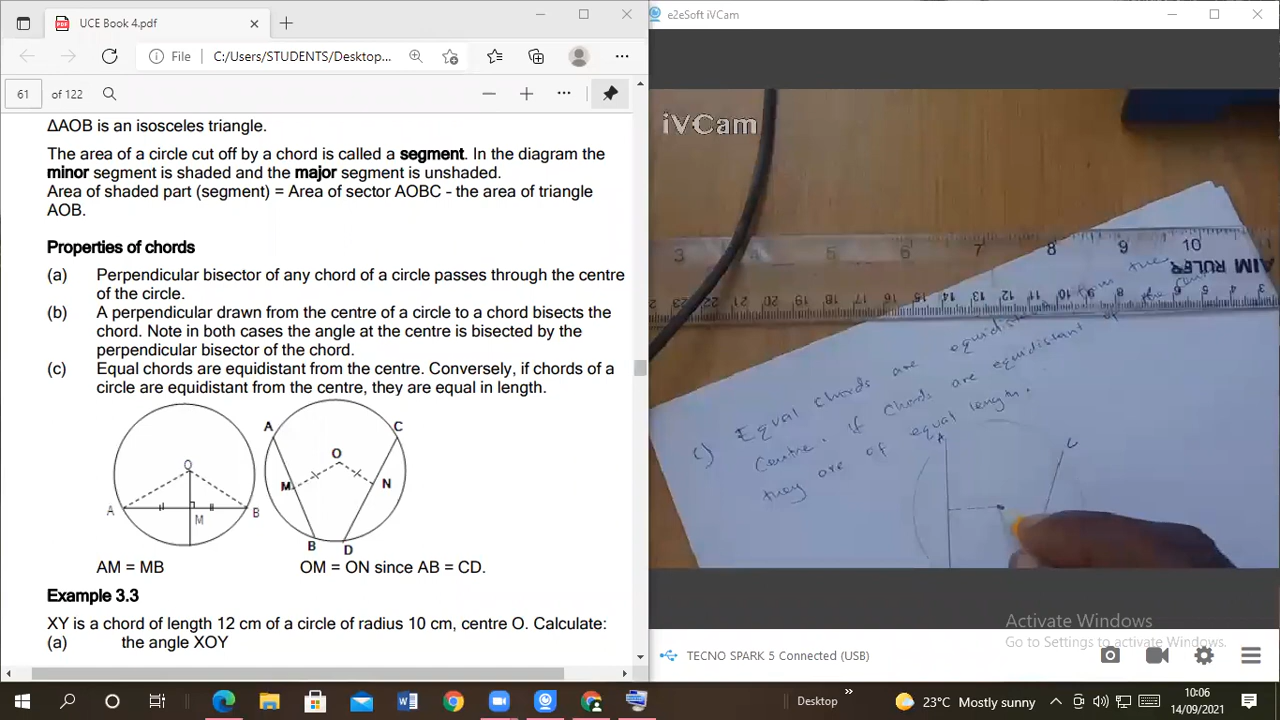 UCE Book 4.pdf
File
C:/Users/STUDENTS/Desktop...
61 of 122
ΔAOB is an isosceles triangle.
The area of a circle cut off by a chord is called a segment. In the diagram the
minor segment is shaded and the major segment is unshaded.
Area of shaded part (segment) = Area of sector AOBC - the area of triangle
AOB.
Properties of chords
(a) Perpendicular bisector of any chord of a circle passes through the centre
of the circle.
(b) A perpendicular drawn from the centre of a circle to a chord bisects the
chord. Note in both cases the angle at the centre is bisected by the
perpendicular bisector of the chord.
(c) Equal chords are equidistant from the centre. Conversely, if chords of a
circle are equidistant from the centre, they are equal in length.
O
A
M
B
A
C
O
M
N
B
D
AM = MB
OM = ON since AB = CD.
Example 3.3
XY is a chord of length 12 cm of a circle of radius 10 cm, centre O. Calculate:
(a) the angle XOY
e2eSoft iVCam
iVCam
3 4 5 6 7 8 9 10
AIM RULER
c) Equal chords are equidistant from the
centre. If chords are equidistant of the
they are of equal length.
A
C
Activate Windows
Go to Settings to activate Windows.
TECNO SPARK 5 Connected (USB)
Desktop
23°C Mostly sunny
10:06
14/09/2021